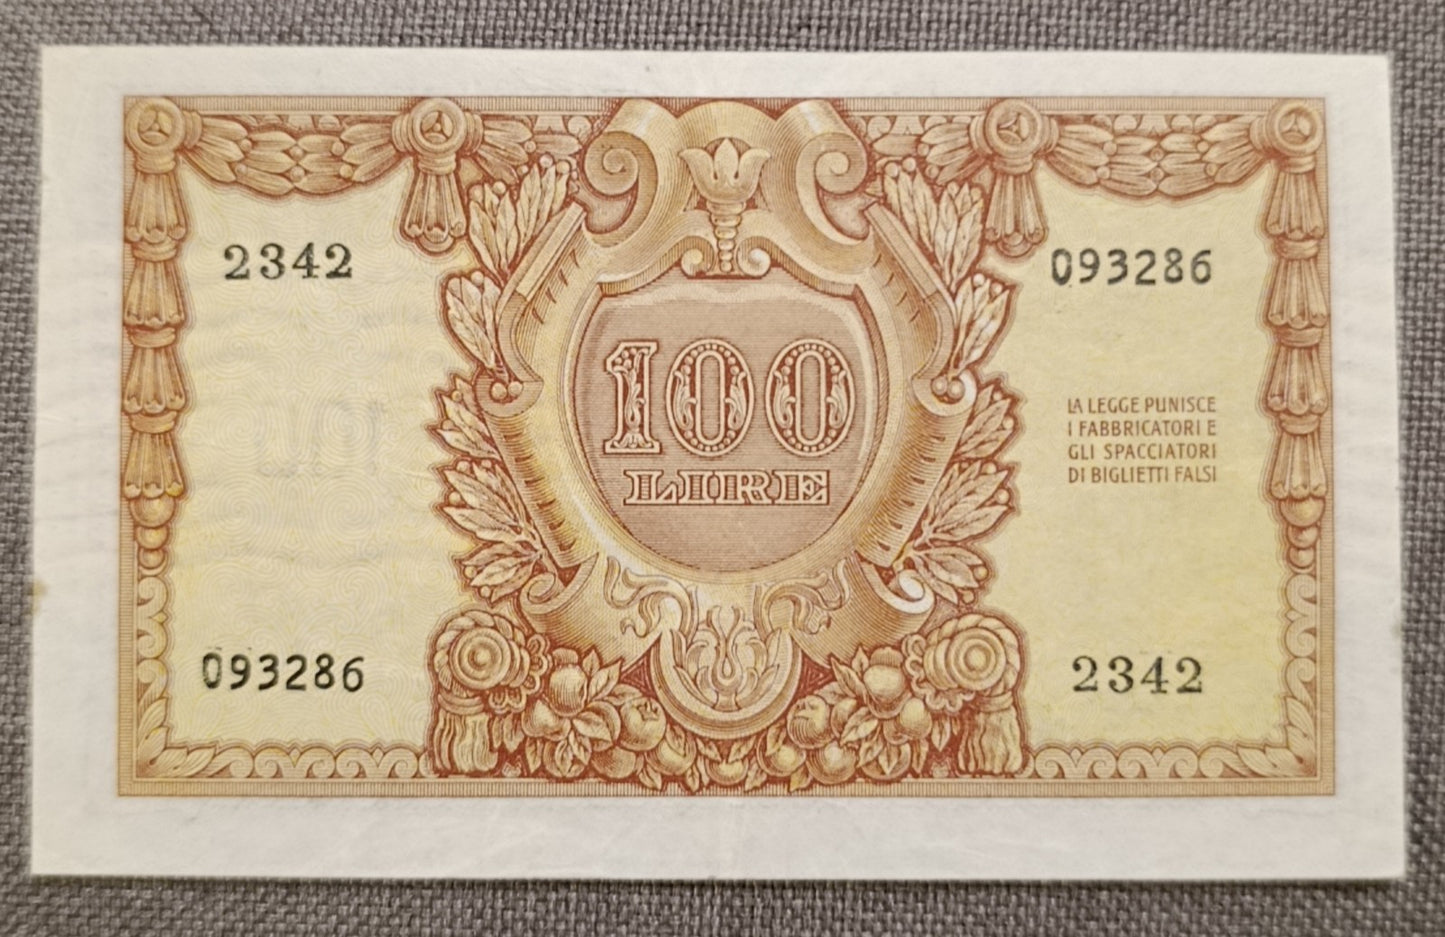 2342
093286
100
LIRE
LA LEGGE PUNISCE
I FABBRICATORI E
GLI SPACCIATORI
DI BIGLIETTI FALSI
093286
2342